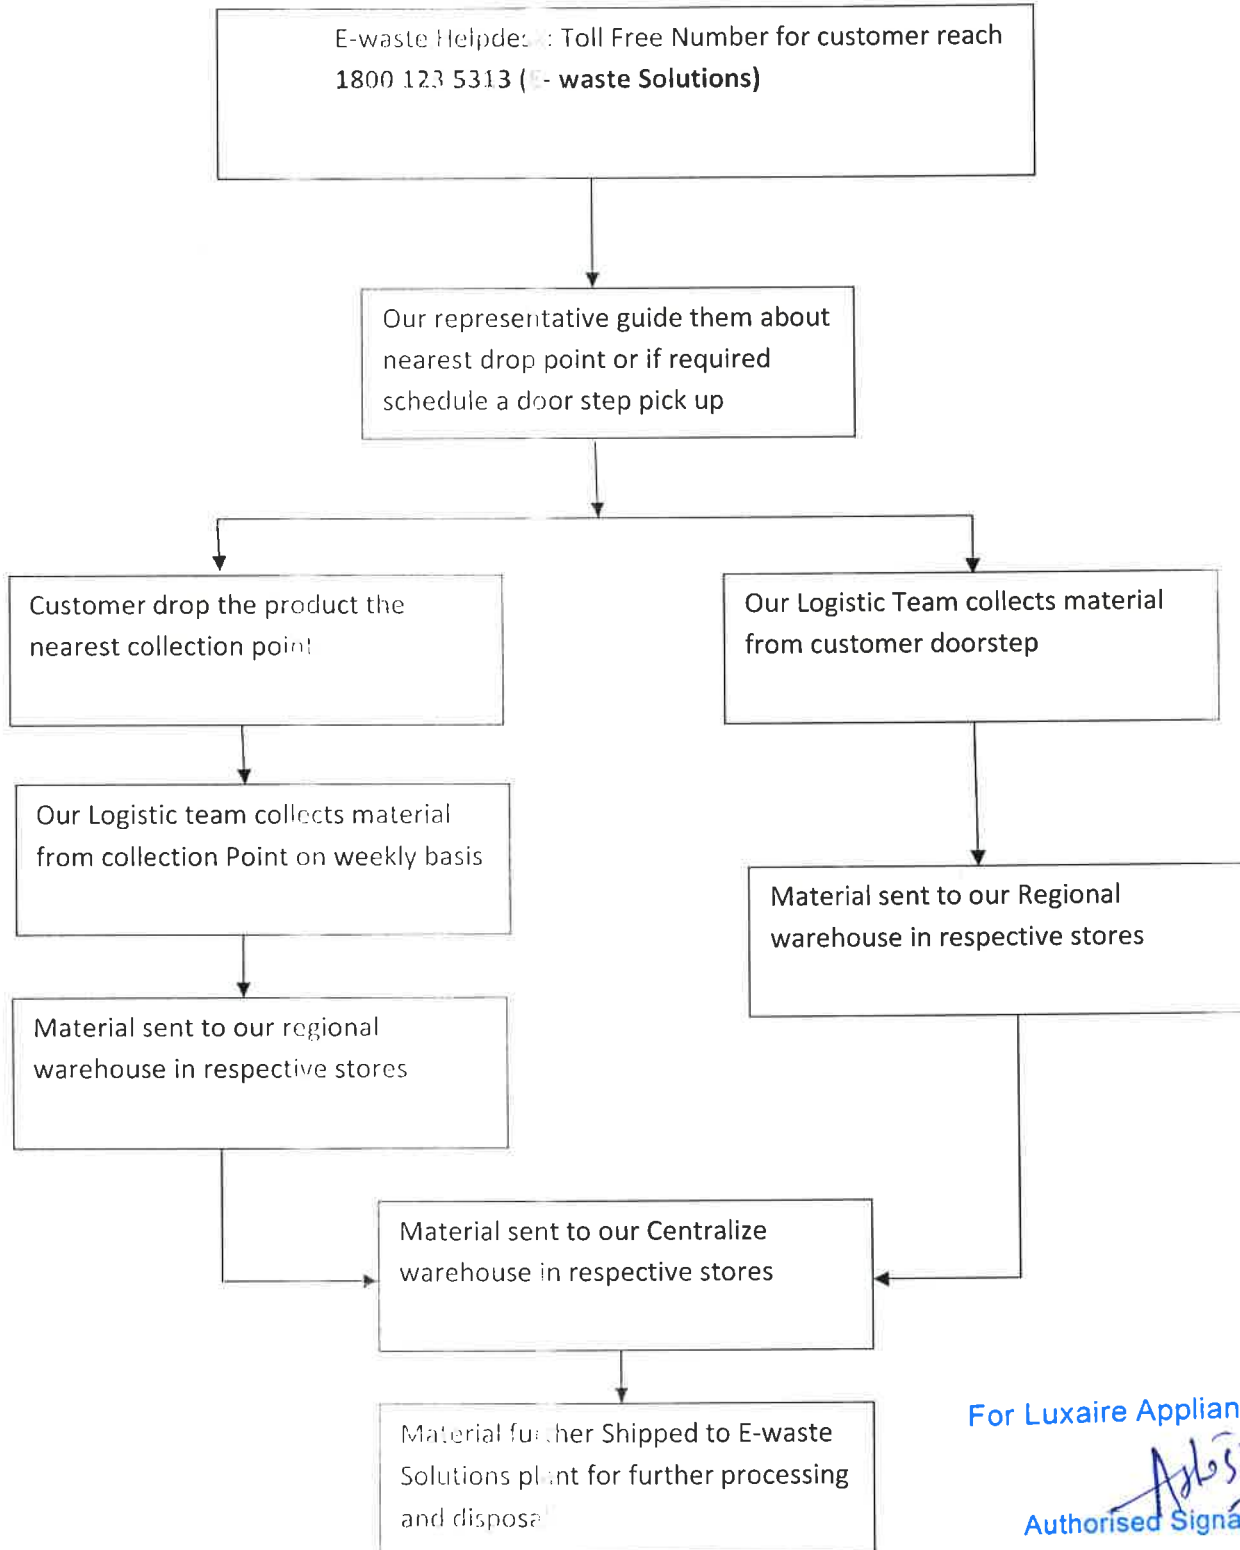 E-waste Helpdesk : Toll Free Number for customer reach
1800 123 5313 (E- waste Solutions)
Our representative guide them about
nearest drop point or if required
schedule a door step pick up
Customer drop the product the
nearest collection point
Our Logistic Team collects material
from customer doorstep
Our Logistic team collects material
from collection Point on weekly basis
Material sent to our Regional
warehouse in respective stores
Material sent to our regional
warehouse in respective stores
Material sent to our Centralize
warehouse in respective stores
Material further Shipped to E-waste
Solutions plant for further processing
and disposal
For Luxaire Applian
Authorised Signa